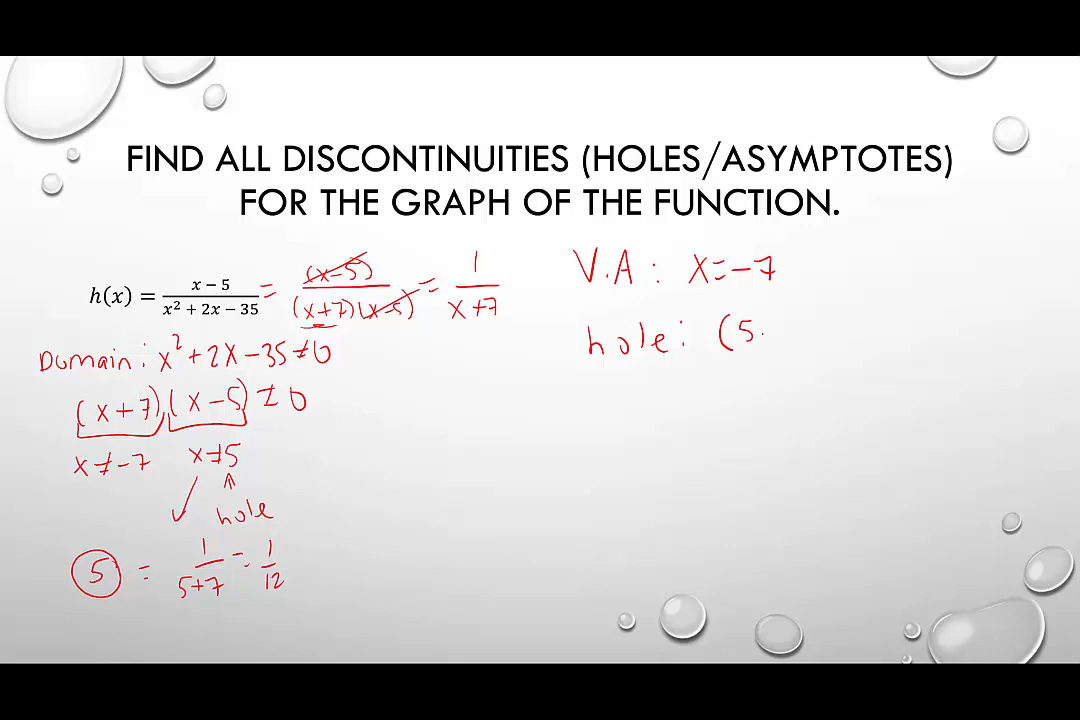 FIND ALL DISCONTINUITIES (HOLES/ASYMPTOTES)
FOR THE GRAPH OF THE FUNCTION.
h(x) = (x − 5)/(x² + 2x − 35) = (x-5)/((x+7)(x-5)) = 1/(x+7)
Domain: x² + 2x - 35 ≠ 0
(x+7)(x-5) ≠ 0
x ≠ -7 x ≠ 5
hole
5 = 1/(5+7) = 1/12
V.A: x = -7
hole: (5,